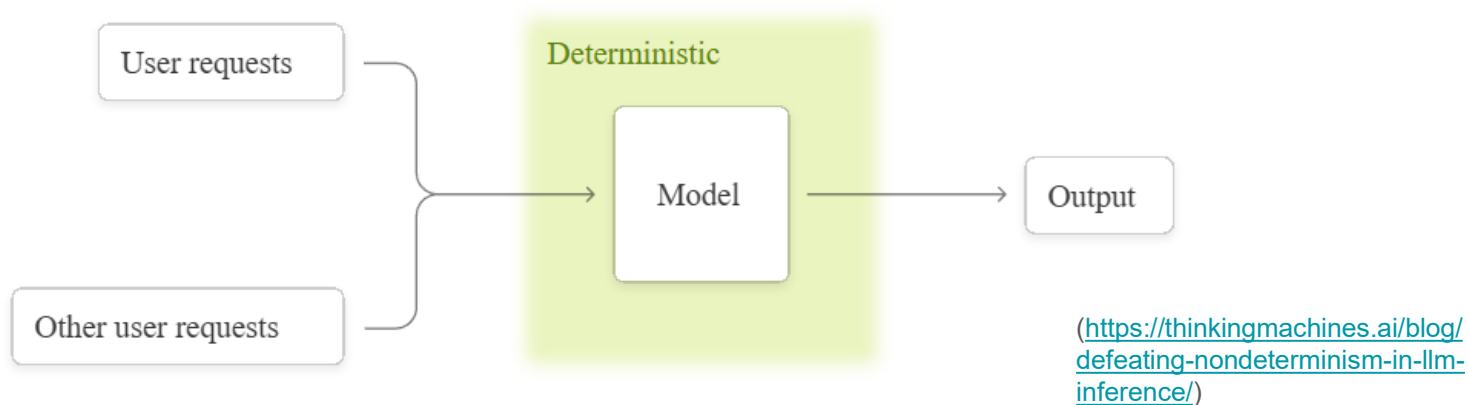 User requests
Deterministic
Model
Output
Other user requests
(https://thinkingmachines.ai/blog/
defeating-nondeterminism-in-llm-
inference/)